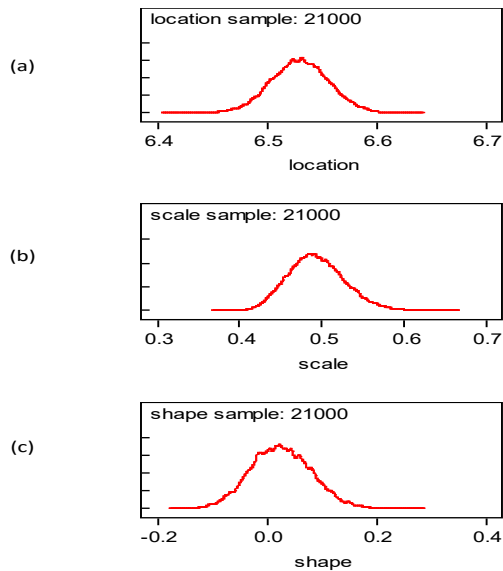 (a)
location sample: 21000
6.4 6.5 6.6 6.7
location
(b)
scale sample: 21000
0.3 0.4 0.5 0.6 0.7
scale
(c)
shape sample: 21000
-0.2 0.0 0.2 0.4
shape